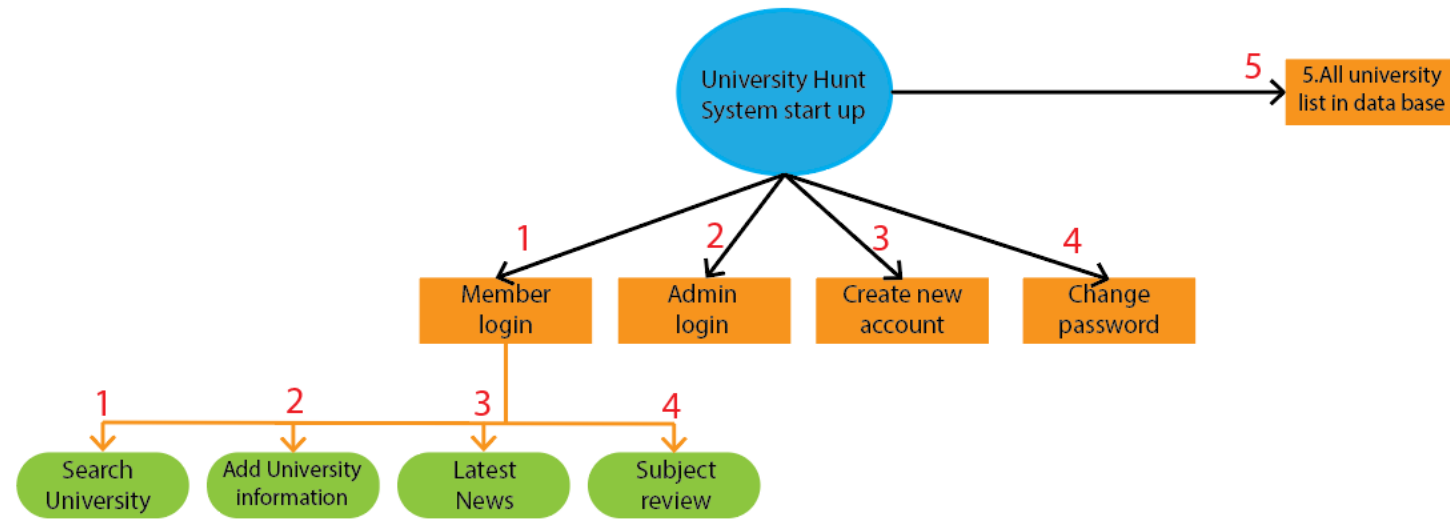 University Hunt
System start up
5
5.All university
list in data base
1
2
3
4
Member
login
Admin
login
Create new
account
Change
password
1
2
3
4
Search
University
Add University
information
Latest
News
Subject
review